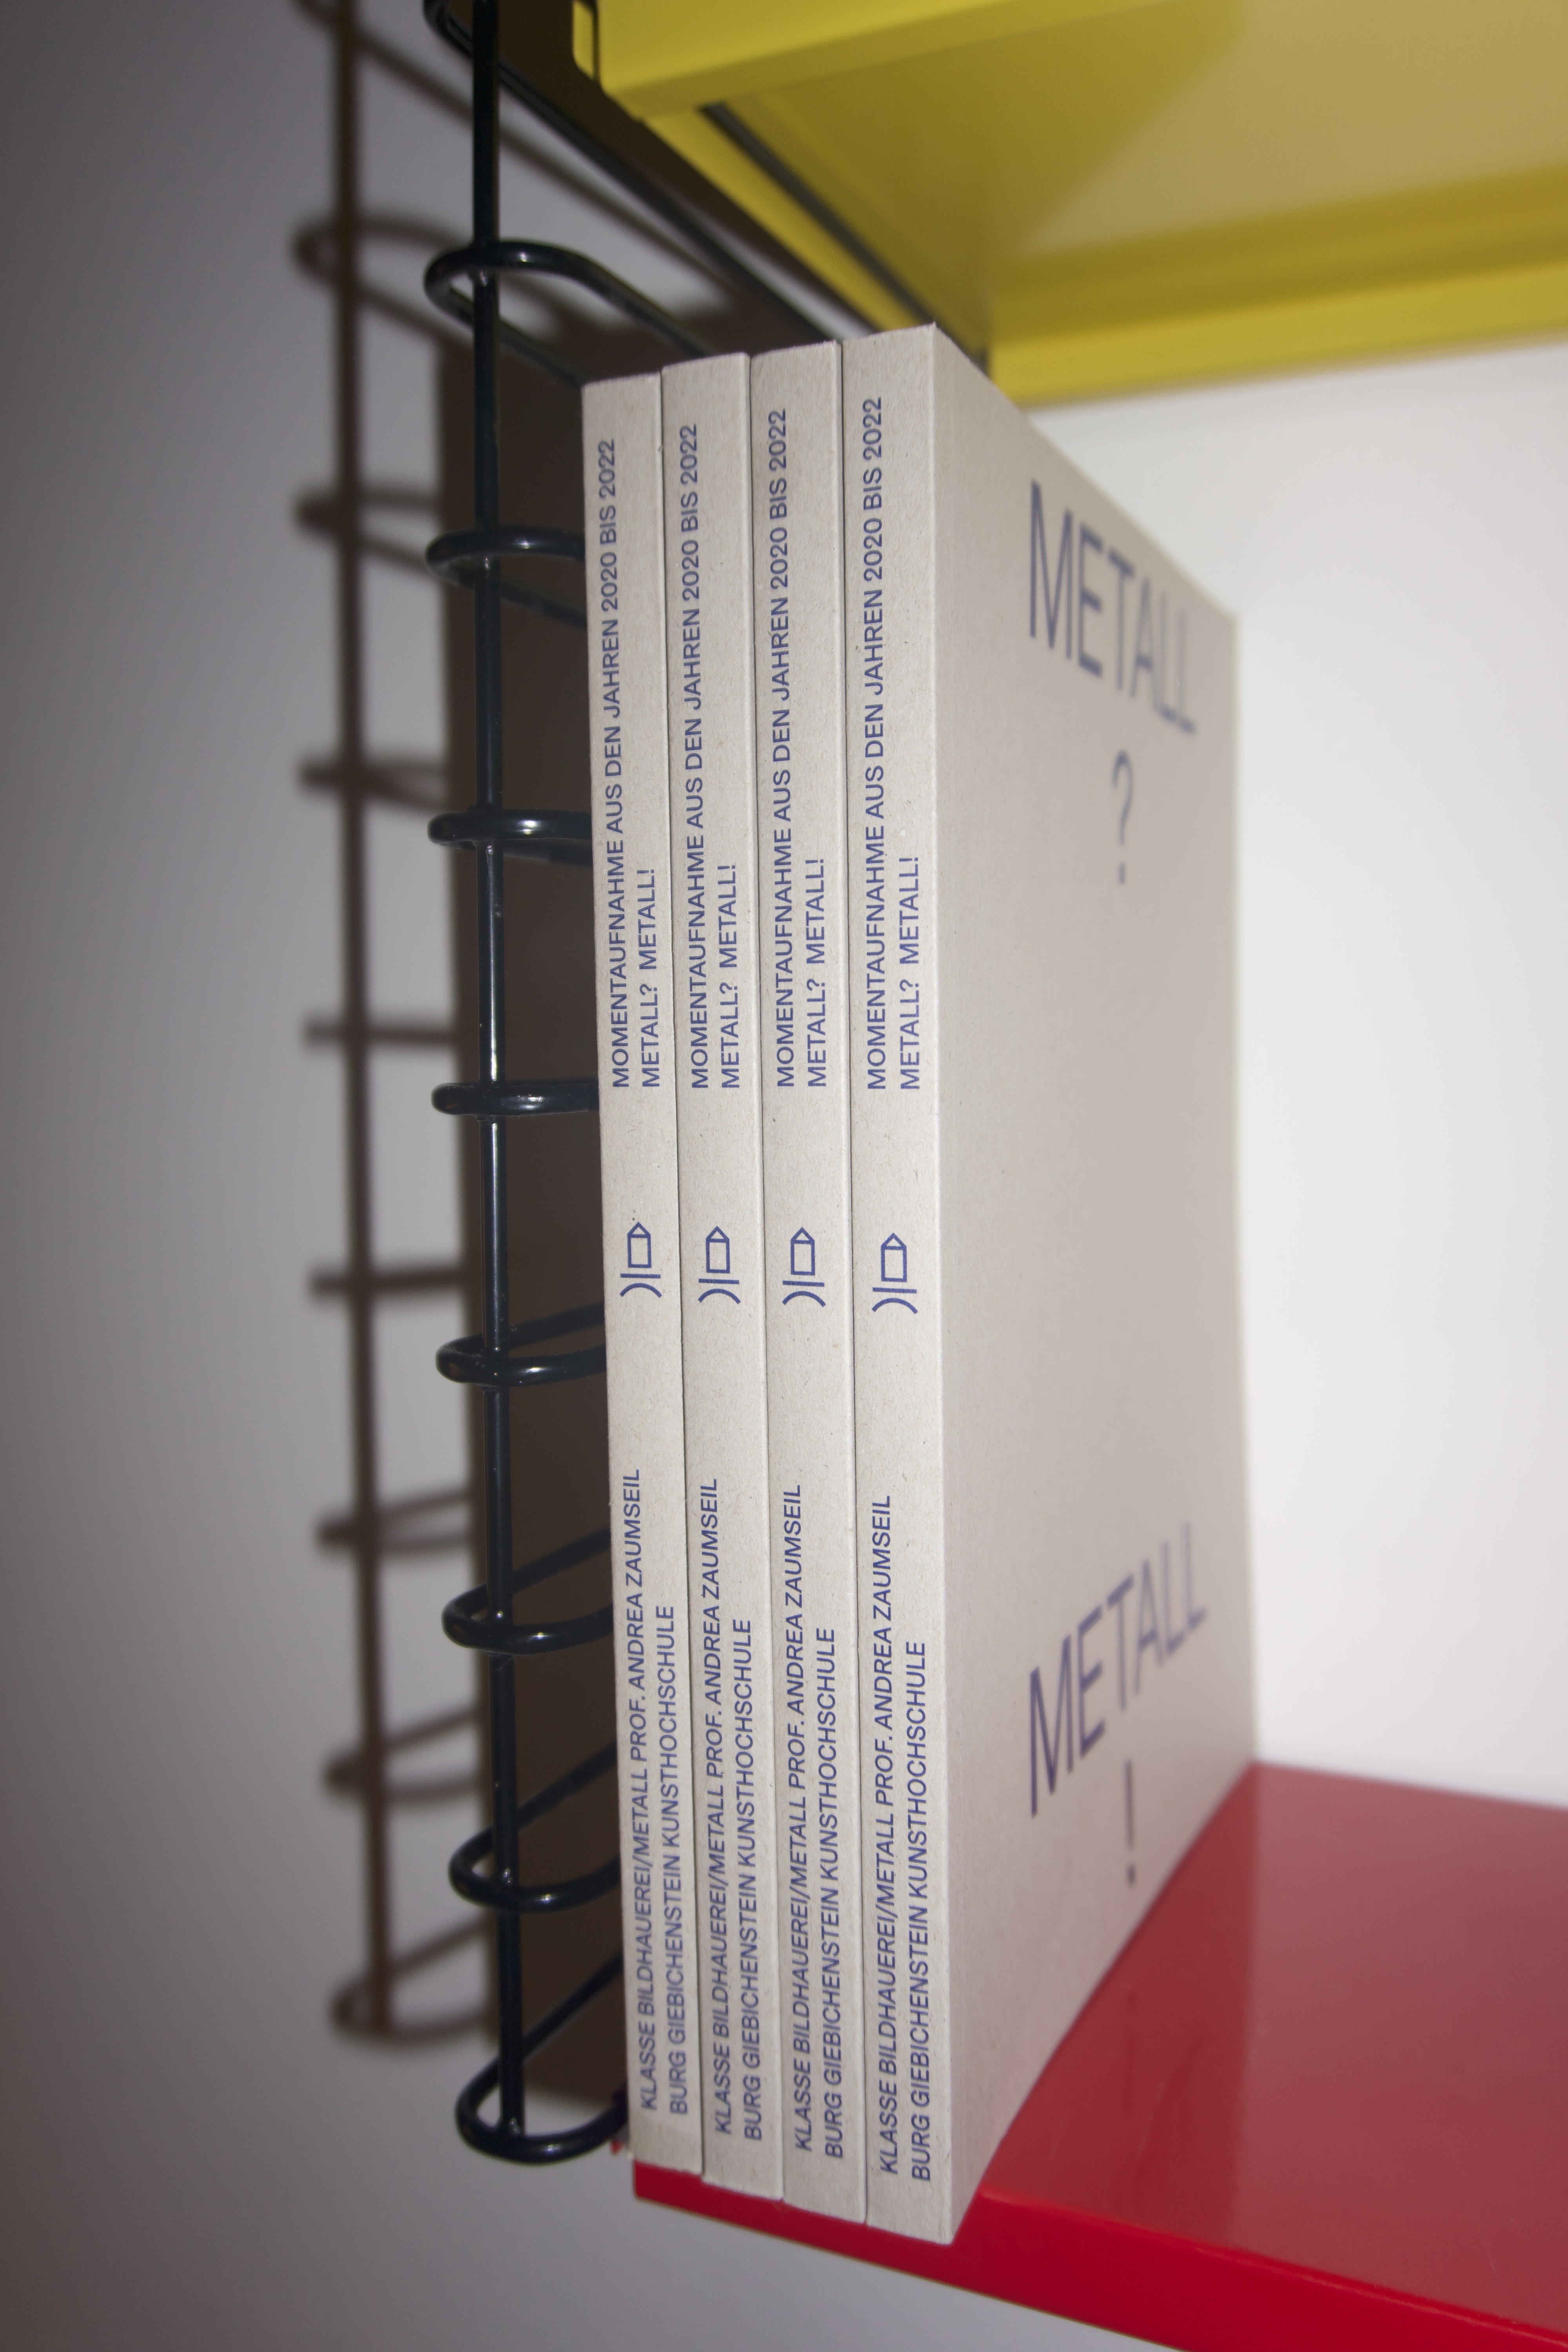 KLASSE BILDHAUEREI/METALL PROF. ANDREA ZAUMSEIL
BURG GIEBICHENSTEIN KUNSTHOCHSCHULE
MOMENTAUFNAHME AUS DEN JAHREN 2020 BIS 2022
METALL? METALL!
KLASSE BILDHAUEREI/METALL PROF. ANDREA ZAUMSEIL
BURG GIEBICHENSTEIN KUNSTHOCHSCHULE
MOMENTAUFNAHME AUS DEN JAHREN 2020 BIS 2022
METALL? METALL!
KLASSE BILDHAUEREI/METALL PROF. ANDREA ZAUMSEIL
BURG GIEBICHENSTEIN KUNSTHOCHSCHULE
MOMENTAUFNAHME AUS DEN JAHREN 2020 BIS 2022
METALL? METALL!
KLASSE BILDHAUEREI/METALL PROF. ANDREA ZAUMSEIL
BURG GIEBICHENSTEIN KUNSTHOCHSCHULE
MOMENTAUFNAHME AUS DEN JAHREN 2020 BIS 2022
METALL? METALL!
METALL
?
METALL
!